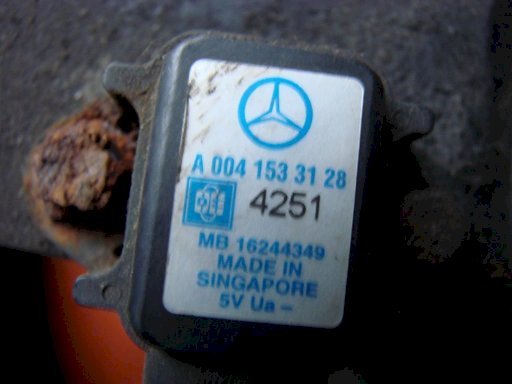 A 004 153 31 28
4251
MB 16244349
MADE IN
SINGAPORE
5V Ua –